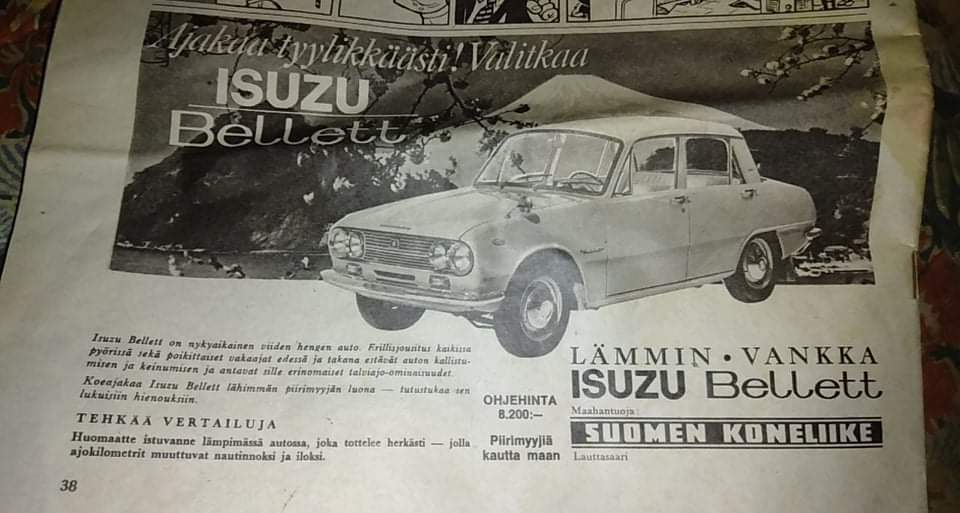 Ajakaa tyylikkäästi! Valitkaa
ISUZU
Bellett
Isuzu Bellett on nykyaikainen viiden hengen auto. Erillisjousitus kaikissa
pyörissä sekä poikittaiset vakaajat edessä ja takana estävät auton kallistu-
misen ja keinumisen ja antavat sille erinomaiset talviajo-ominaisuudet.
Koeajakaa Isuzu Bellett lähimmän piirimyyjän luona — tutustukaa sen
lukuisiin hienouksiin.
TEHKÄÄ VERTAILUJA
Huomaatte istuvanne lämpimässä autossa, joka tottelee herkästi — jolla
ajokilometrit muuttuvat nautinnoksi ja iloksi.
OHJEHINTA
8.200:—
Piirimyyjiä
kautta maan
LÄMMIN • VANKKA
ISUZU Bellett
Maahantuoja:
SUOMEN KONELIIKE
Lauttasaari
38